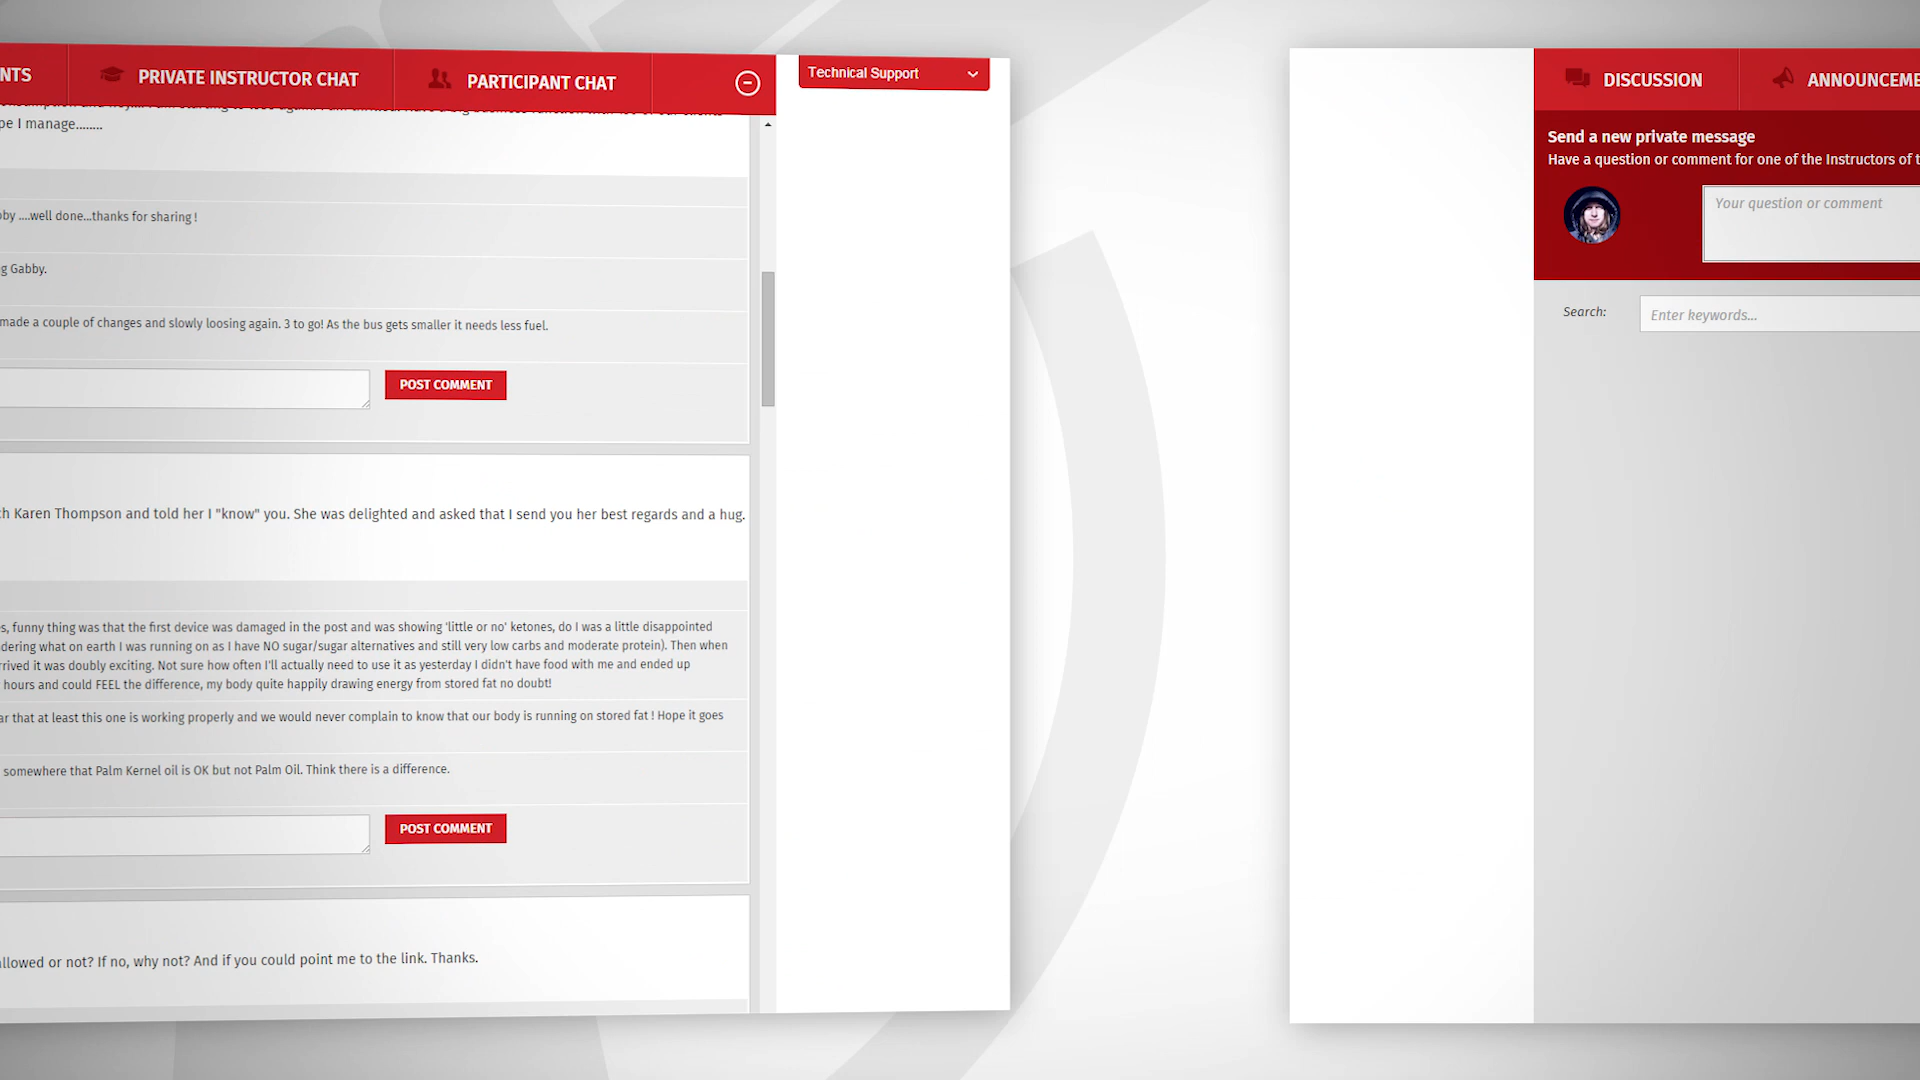 NTS
PRIVATE INSTRUCTOR CHAT
PARTICIPANT CHAT
Technical Support
pe I manage........
by ....well done...thanks for sharing !
g Gabby.
made a couple of changes and slowly loosing again. 3 to go! As the bus gets smaller it needs less fuel.
POST COMMENT
h Karen Thompson and told her I "know" you. She was delighted and asked that I send you her best regards and a hug.
s, funny thing was that the first device was damaged in the post and was showing 'little or no' ketones, do I was a little disappointed
dering what on earth I was running on as I have NO sugar/sugar alternatives and still very low carbs and moderate protein). Then when
rrived it was doubly exciting. Not sure how often I'll actually need to use it as yesterday I didn't have food with me and ended up
hours and could FEEL the difference, my body quite happily drawing energy from stored fat no doubt!
ar that at least this one is working properly and we would never complain to know that our body is running on stored fat ! Hope it goes
somewhere that Palm Kernel oil is OK but not Palm Oil. Think there is a difference.
POST COMMENT
allowed or not? If no, why not? And if you could point me to the link. Thanks.
DISCUSSION
ANNOUNCEME
Send a new private message
Have a question or comment for one of the Instructors of t
Your question or comment
Search:
Enter keywords...